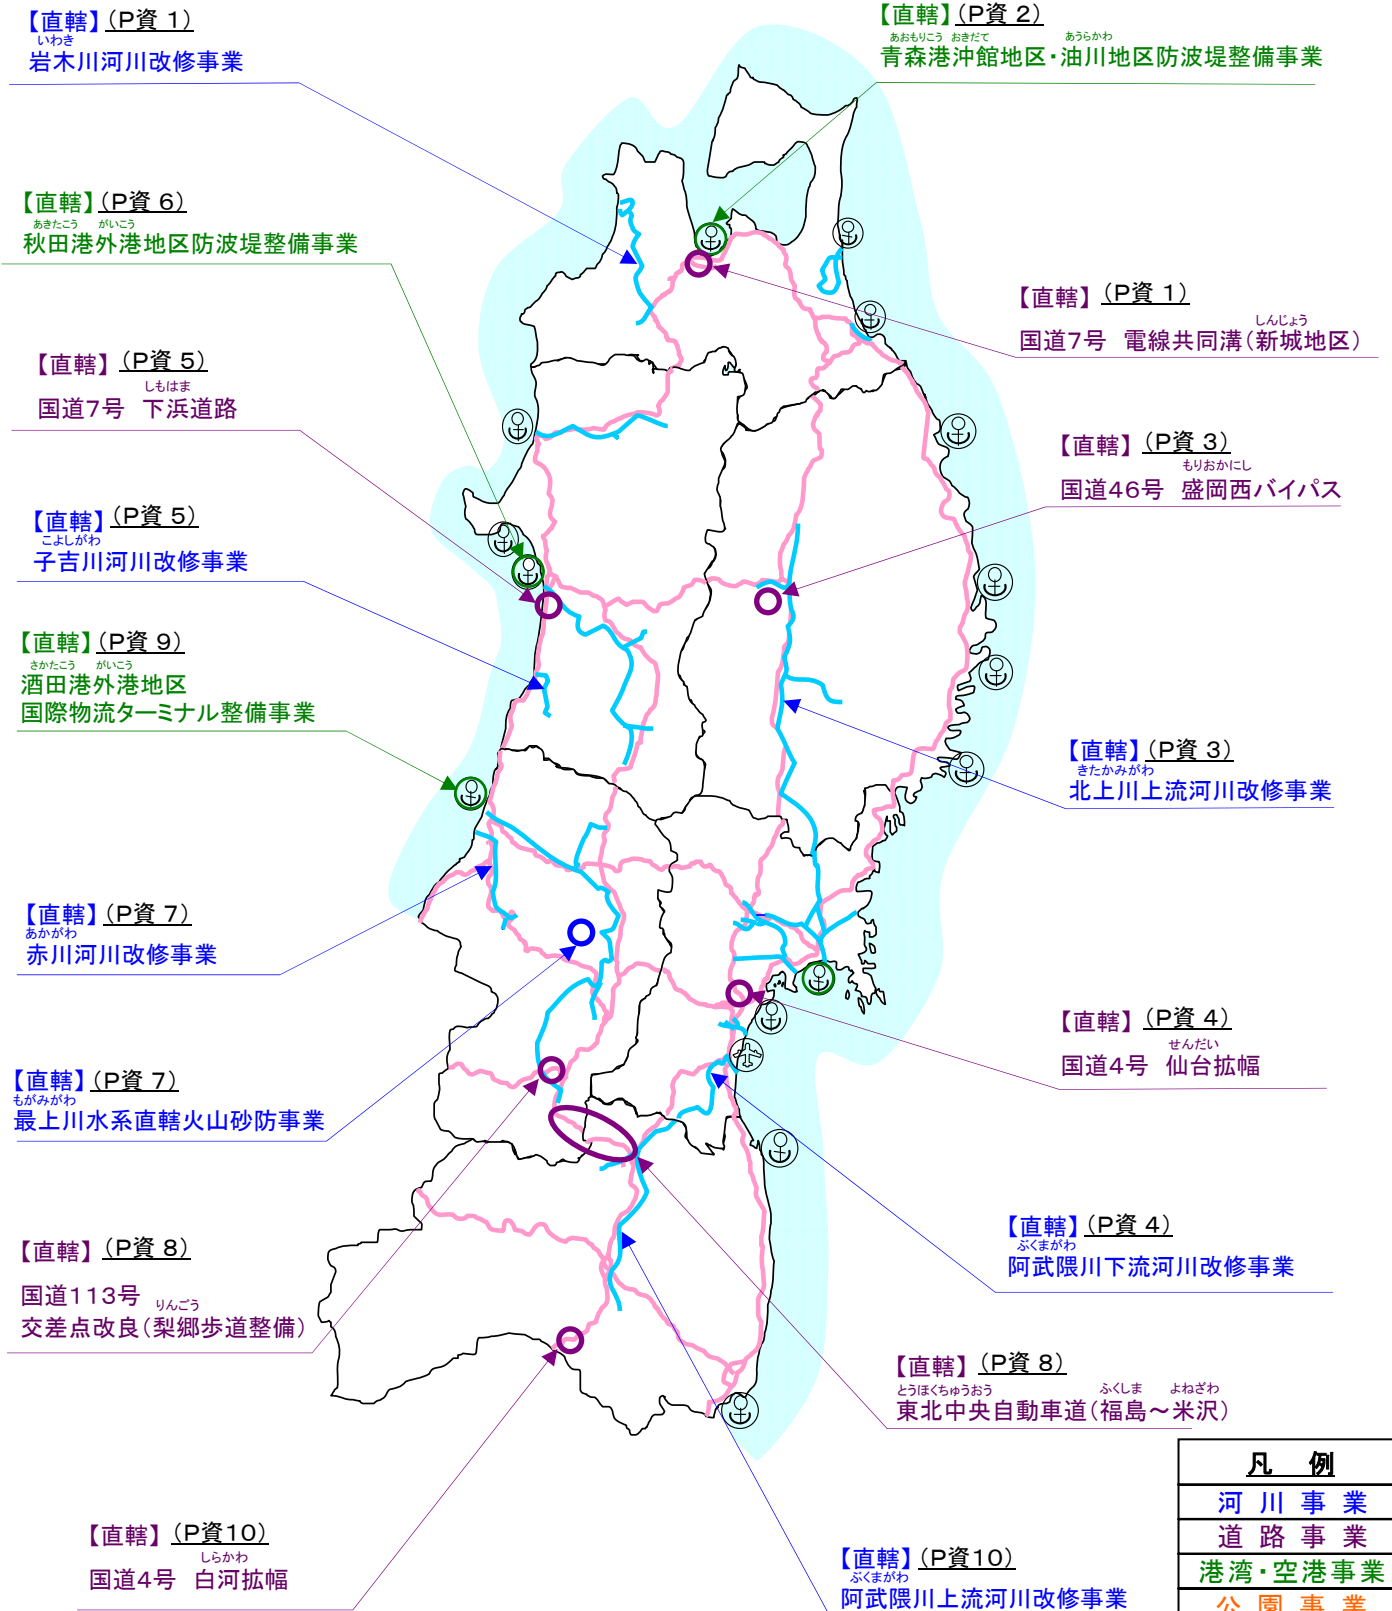 【直轄】(P資 1)
いわき
岩木川河川改修事業
【直轄】(P資 2)
あおもりこう おきだて あうらかわ
青森港沖館地区・油川地区防波堤整備事業
【直轄】(P資 6)
あきたこう がいこう
秋田港外港地区防波堤整備事業
【直轄】 (P資 1)
しんじょう
国道7号 電線共同溝(新城地区)
【直轄】 (P資 5)
しもはま
国道7号 下浜道路
【直轄】 (P資 3)
もりおかにし
国道46号 盛岡西バイパス
【直轄】(P資 5)
こよしがわ
子吉川河川改修事業
【直轄】(P資 9)
さかたこう がいこう
酒田港外港地区
国際物流ターミナル整備事業
【直轄】(P資 3)
きたかみがわ
北上川上流河川改修事業
【直轄】(P資 7)
あかがわ
赤川河川改修事業
【直轄】 (P資 4)
せんだい
国道4号 仙台拡幅
【直轄】(P資 7)
もがみがわ
最上川水系直轄火山砂防事業
【直轄】(P資 4)
ぶくまがわ
阿武隈川下流河川改修事業
【直轄】 (P資 8)
国道113号
りんごう
交差点改良(梨郷歩道整備)
【直轄】 (P資 8)
とうほくちゅうおう ふくしま よねざわ
東北中央自動車道(福島～米沢)
【直轄】 (P資10)
しらかわ
国道4号 白河拡幅
【直轄】(P資10)
ぶくまがわ
阿武隈川上流河川改修事業
凡 例
河 川 事 業
道 路 事 業
港湾・空港事業
公 園 事 業